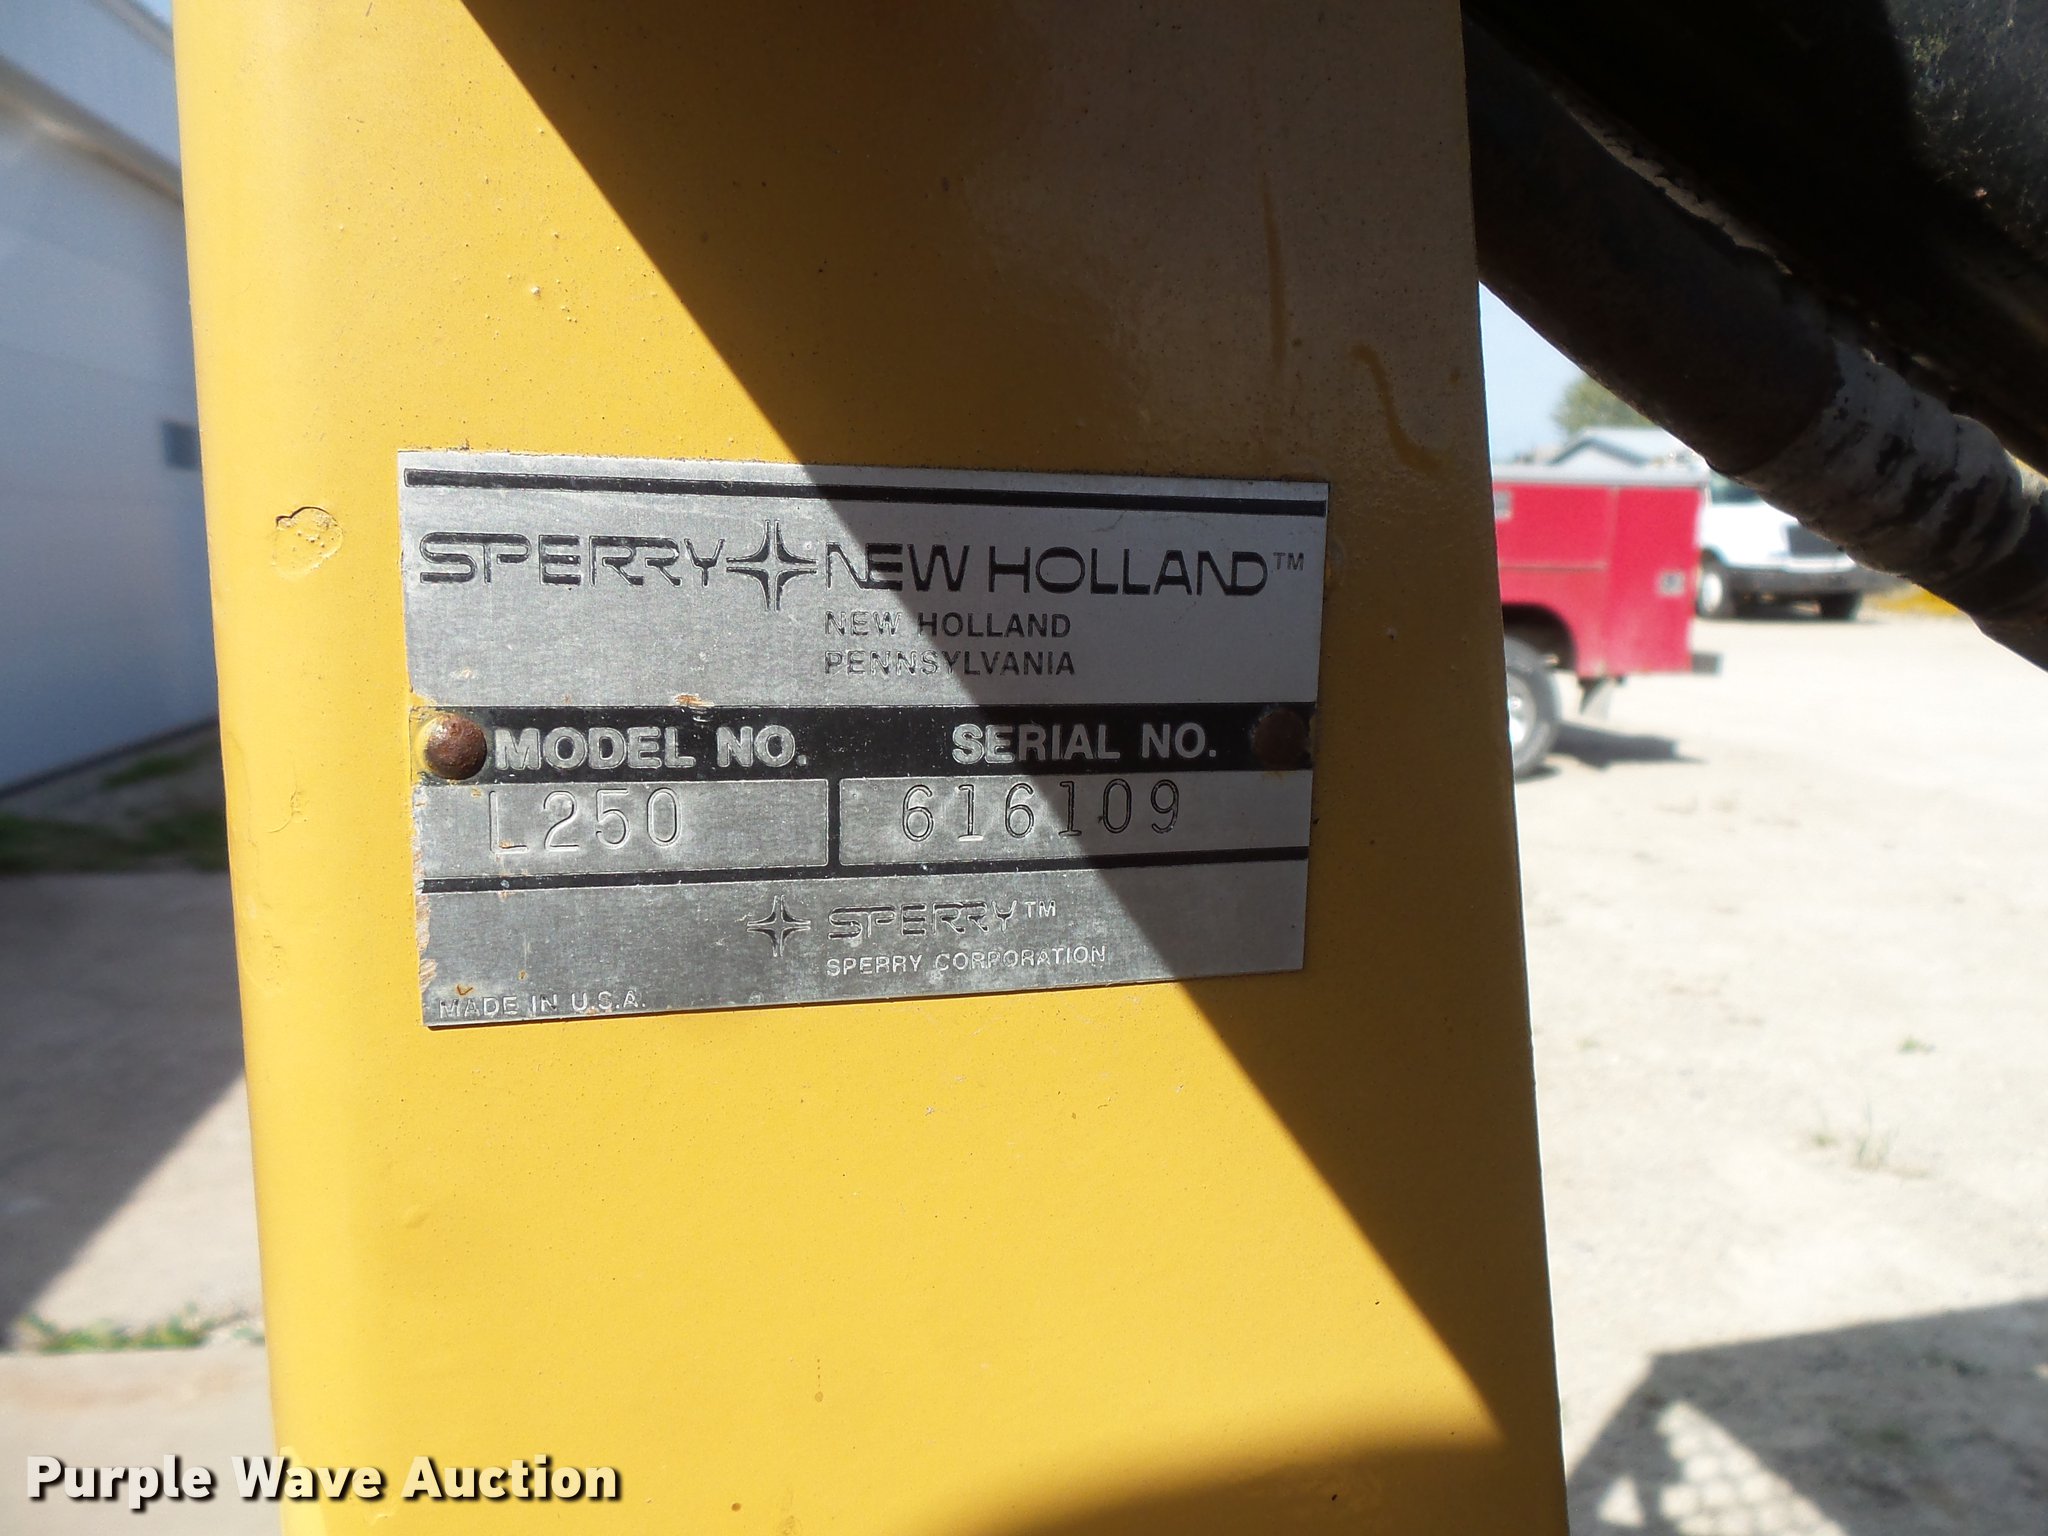 SPERRY NEW HOLLAND™
NEW HOLLAND
PENNSYLVANIA
MODEL NO. SERIAL NO.
L250 616109
SPERRY™
SPERRY CORPORATION
MADE IN U.S.A.
Purple Wave Auction